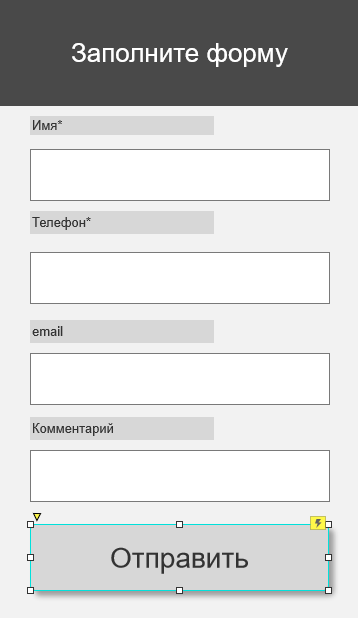 Заполните форму
Имя*
Телефон*
email
Комментарий
Отправить